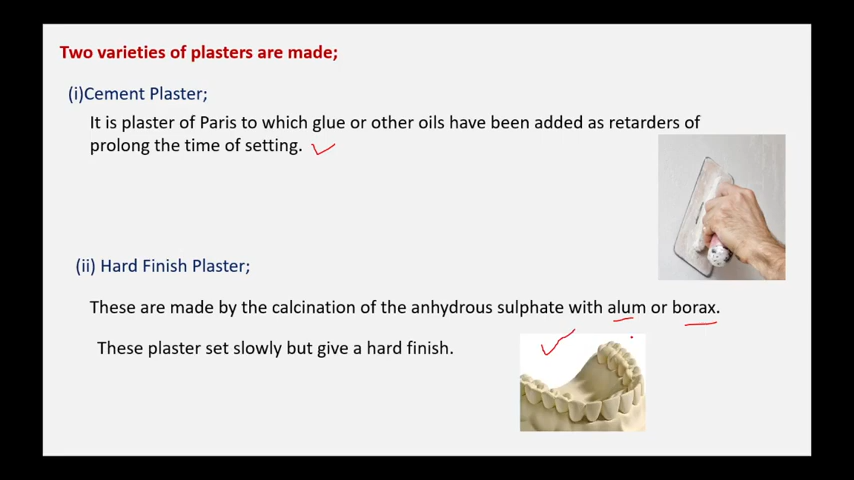 Two varieties of plasters are made;
(i)Cement Plaster;
It is plaster of Paris to which glue or other oils have been added as retarders of
prolong the time of setting.
(ii) Hard Finish Plaster;
These are made by the calcination of the anhydrous sulphate with alum or borax.
These plaster set slowly but give a hard finish.